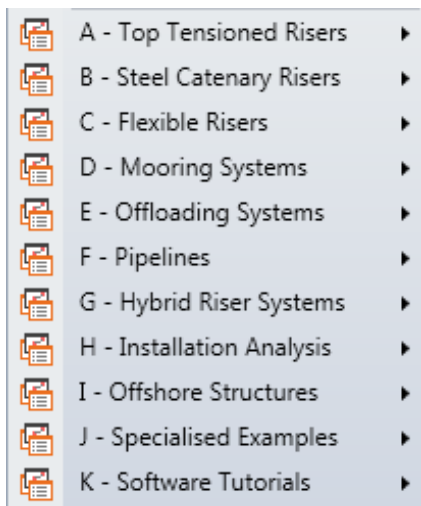 A - Top Tensioned Risers
B - Steel Catenary Risers
C - Flexible Risers
D - Mooring Systems
E - Offloading Systems
F - Pipelines
G - Hybrid Riser Systems
H - Installation Analysis
I - Offshore Structures
J - Specialised Examples
K - Software Tutorials